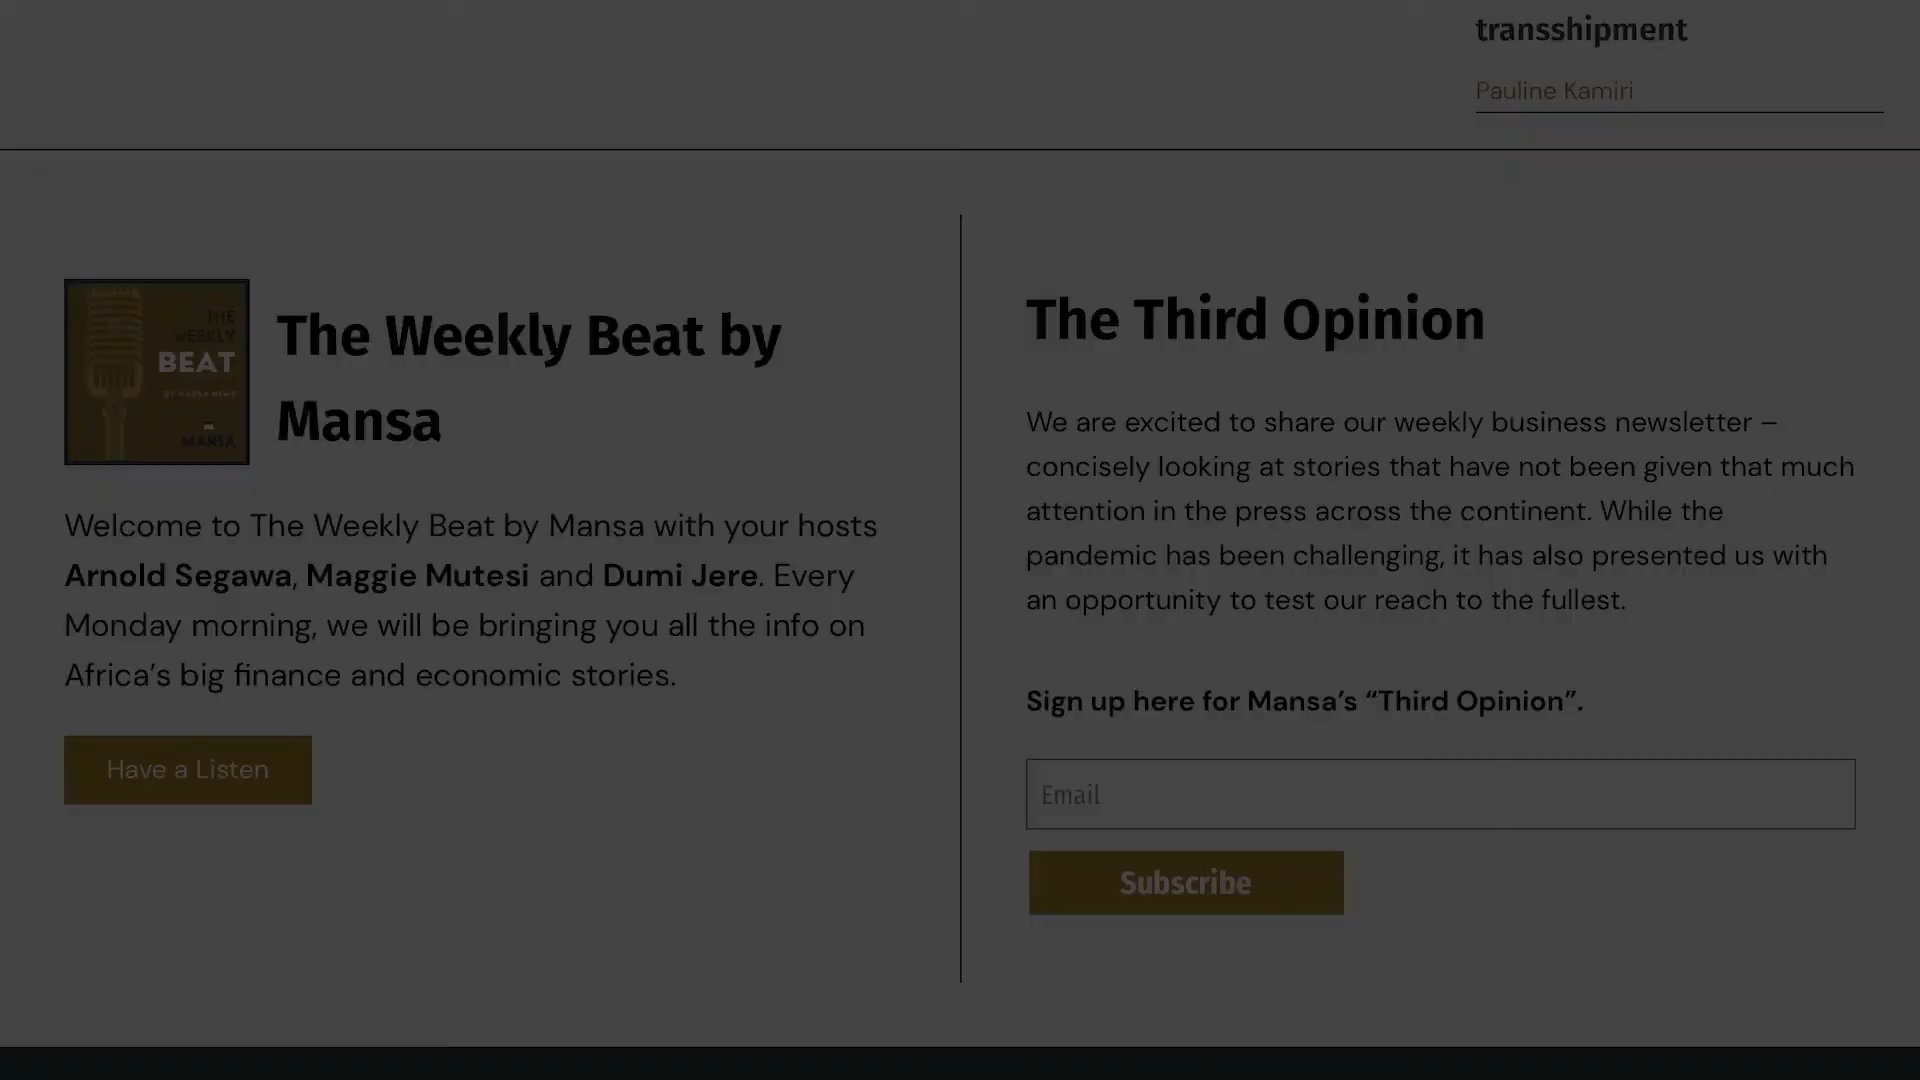 transshipment
Pauline Kamiri
THE
WEEKLY
BEAT
BY MANSA NEWS
MANSA
The Weekly Beat by
Mansa
Welcome to The Weekly Beat by Mansa with your hosts
Arnold Segawa, Maggie Mutesi and Dumi Jere. Every
Monday morning, we will be bringing you all the info on
Africa’s big finance and economic stories.
Have a Listen
The Third Opinion
We are excited to share our weekly business newsletter –
concisely looking at stories that have not been given that much
attention in the press across the continent. While the
pandemic has been challenging, it has also presented us with
an opportunity to test our reach to the fullest.
Sign up here for Mansa’s “Third Opinion”.
Email
Subscribe